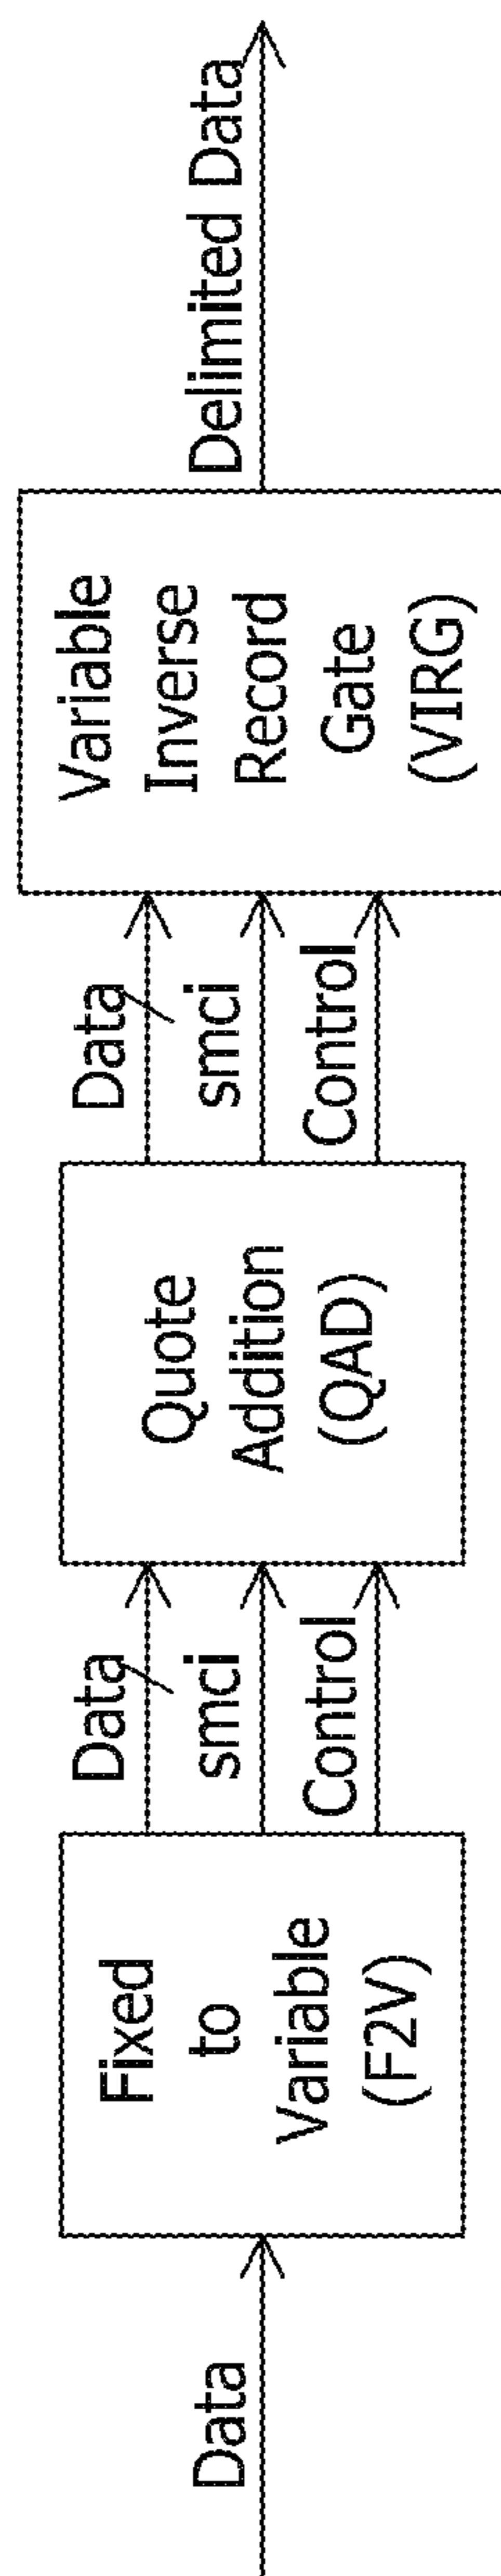 Data
Fixed
to
Variable
(F2V)
Data
smci
Control
Quote
Addition
(QAD)
Data
smci
Control
Variable
Inverse
Record
Gate
(VIRG)
Delimited Data